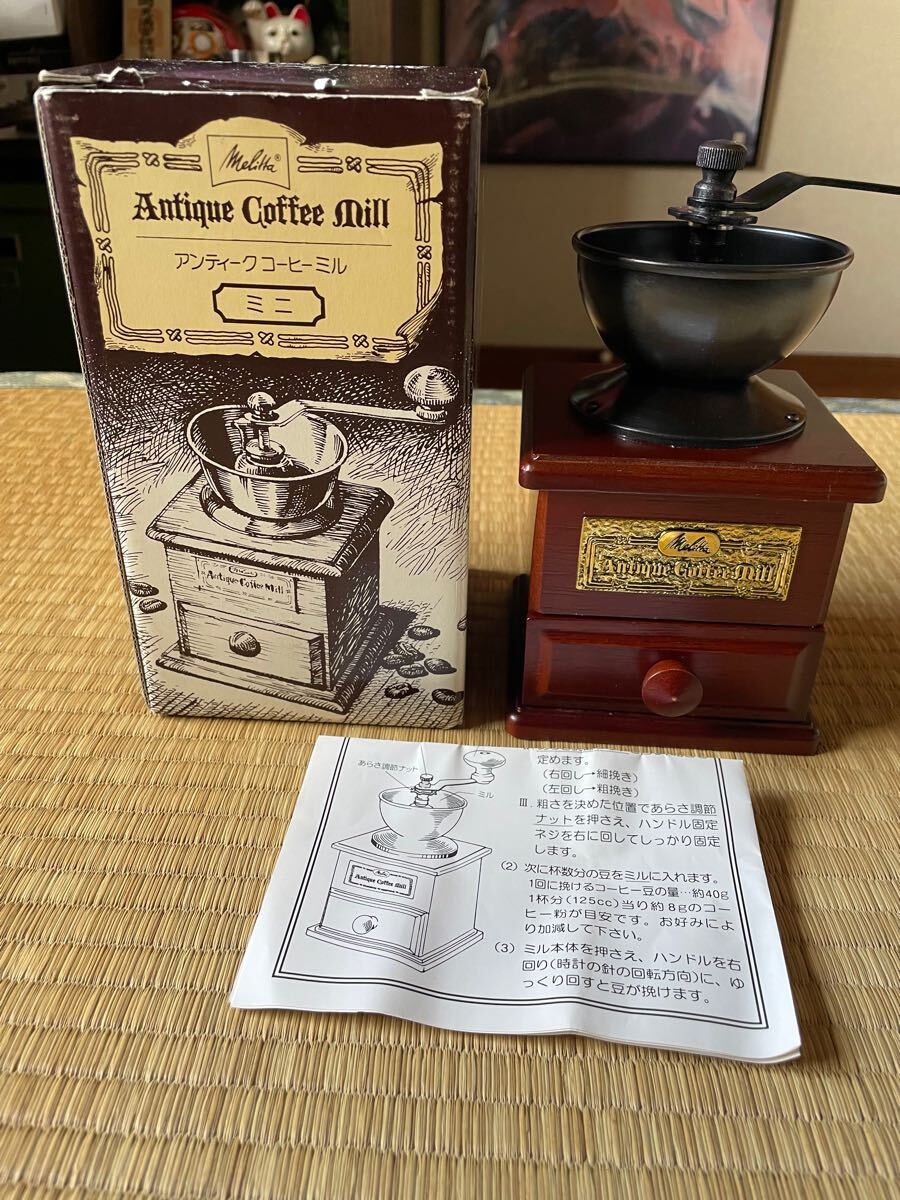 Melitta®
Antique Coffee Mill
アンティークコーヒーミル
ミニ
Antique Coffee Mill
Melitta
Antique Coffee Mill
あらさ調節ナット
ミル
Melitta
Antique Coffee Mill
定めます。
(右回し→細挽き)
(左回し→粗挽き)
Ⅲ. 粗さを決めた位置であらさ調節
ナットを押さえ、ハンドル固定
ネジを右に回してしっかり固定
します。
(2) 次に杯数分の豆をミルに入れます。
1回に挽けるコーヒー豆の量…約40g
1杯分(125cc)当り約8gのコー
ヒー粉が目安です。お好みによ
り加減して下さい。
(3) ミル本体を押さえ、ハンドルを右
回り(時計の針の回転方向)に、ゆ
っくり回すと豆が挽けます。